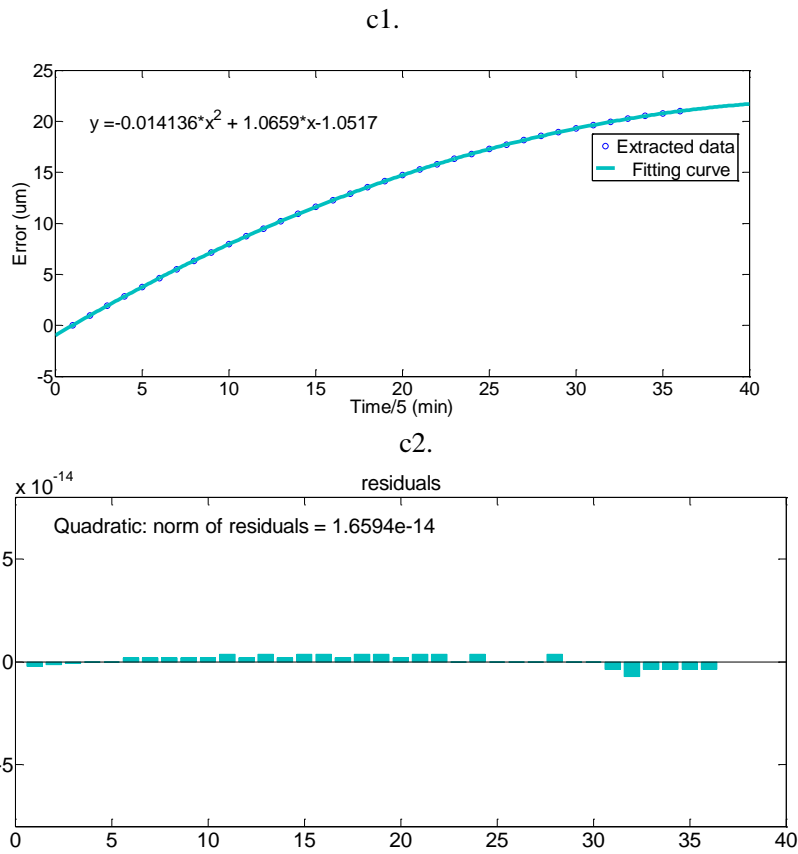 c1.
25
20
15
10
5
0
-5
Error (um)
y =-0.014136*x² + 1.0659*x-1.0517
Extracted data
Fitting curve
0 5 10 15 20 25 30 35 40
Time/5 (min)
c2.
x 10⁻¹⁴
residuals
Quadratic: norm of residuals = 1.6594e-14
5
0
-5
0 5 10 15 20 25 30 35 40